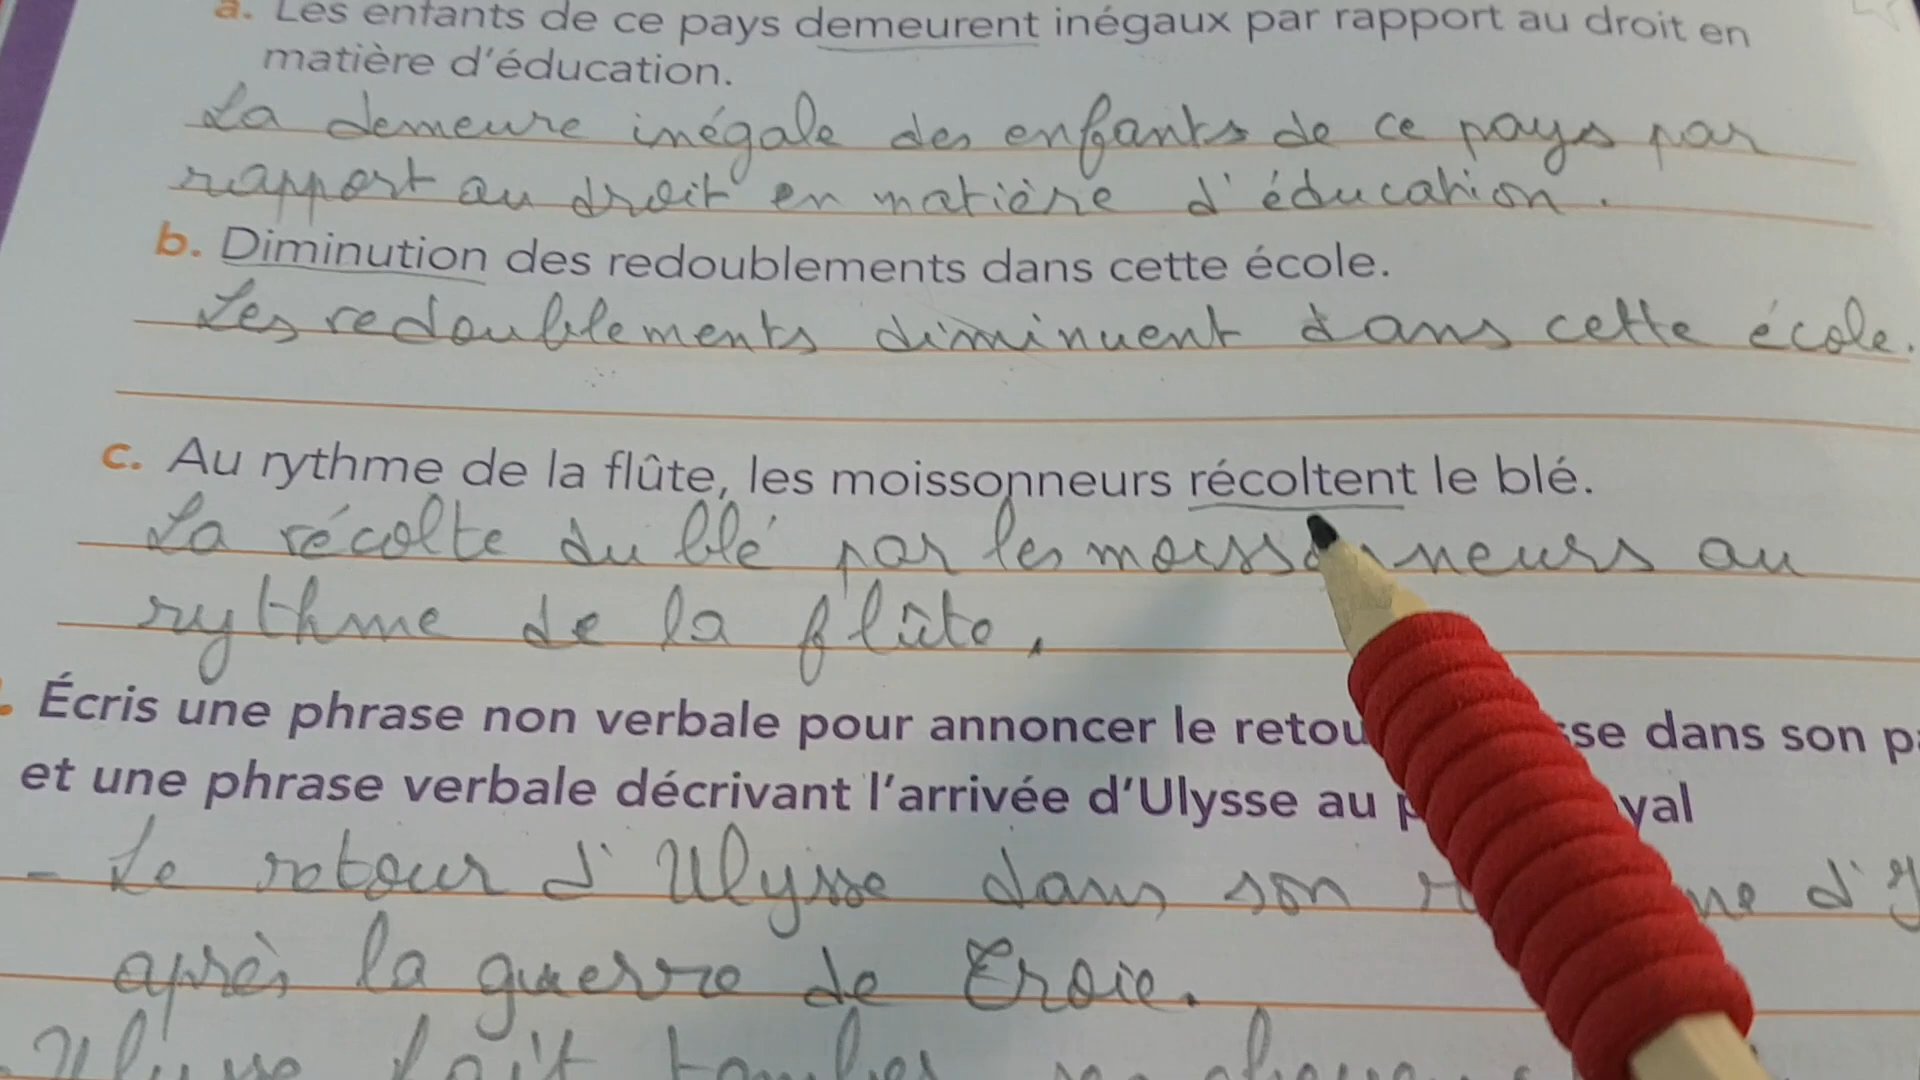 a. Les enfants de ce pays demeurent inégaux par rapport au droit en
matière d'éducation.
La demeure inégale des enfants de ce pays par
rapport au droit en matière d'éducation.
b. Diminution des redoublements dans cette école.
Les redoublements diminuent dans cette école.
c. Au rythme de la flûte, les moissonneurs récoltent le blé.
La récolte du blé par les moissonneurs au
rythme de la flûte.
Écris une phrase non verbale pour annoncer le retou se dans son p
et une phrase verbale décrivant l'arrivée d'Ulysse au p yal
- Le retour d'Ulysse dans son r me d'
après la guerre de Troie.
Ulysse fait tomber